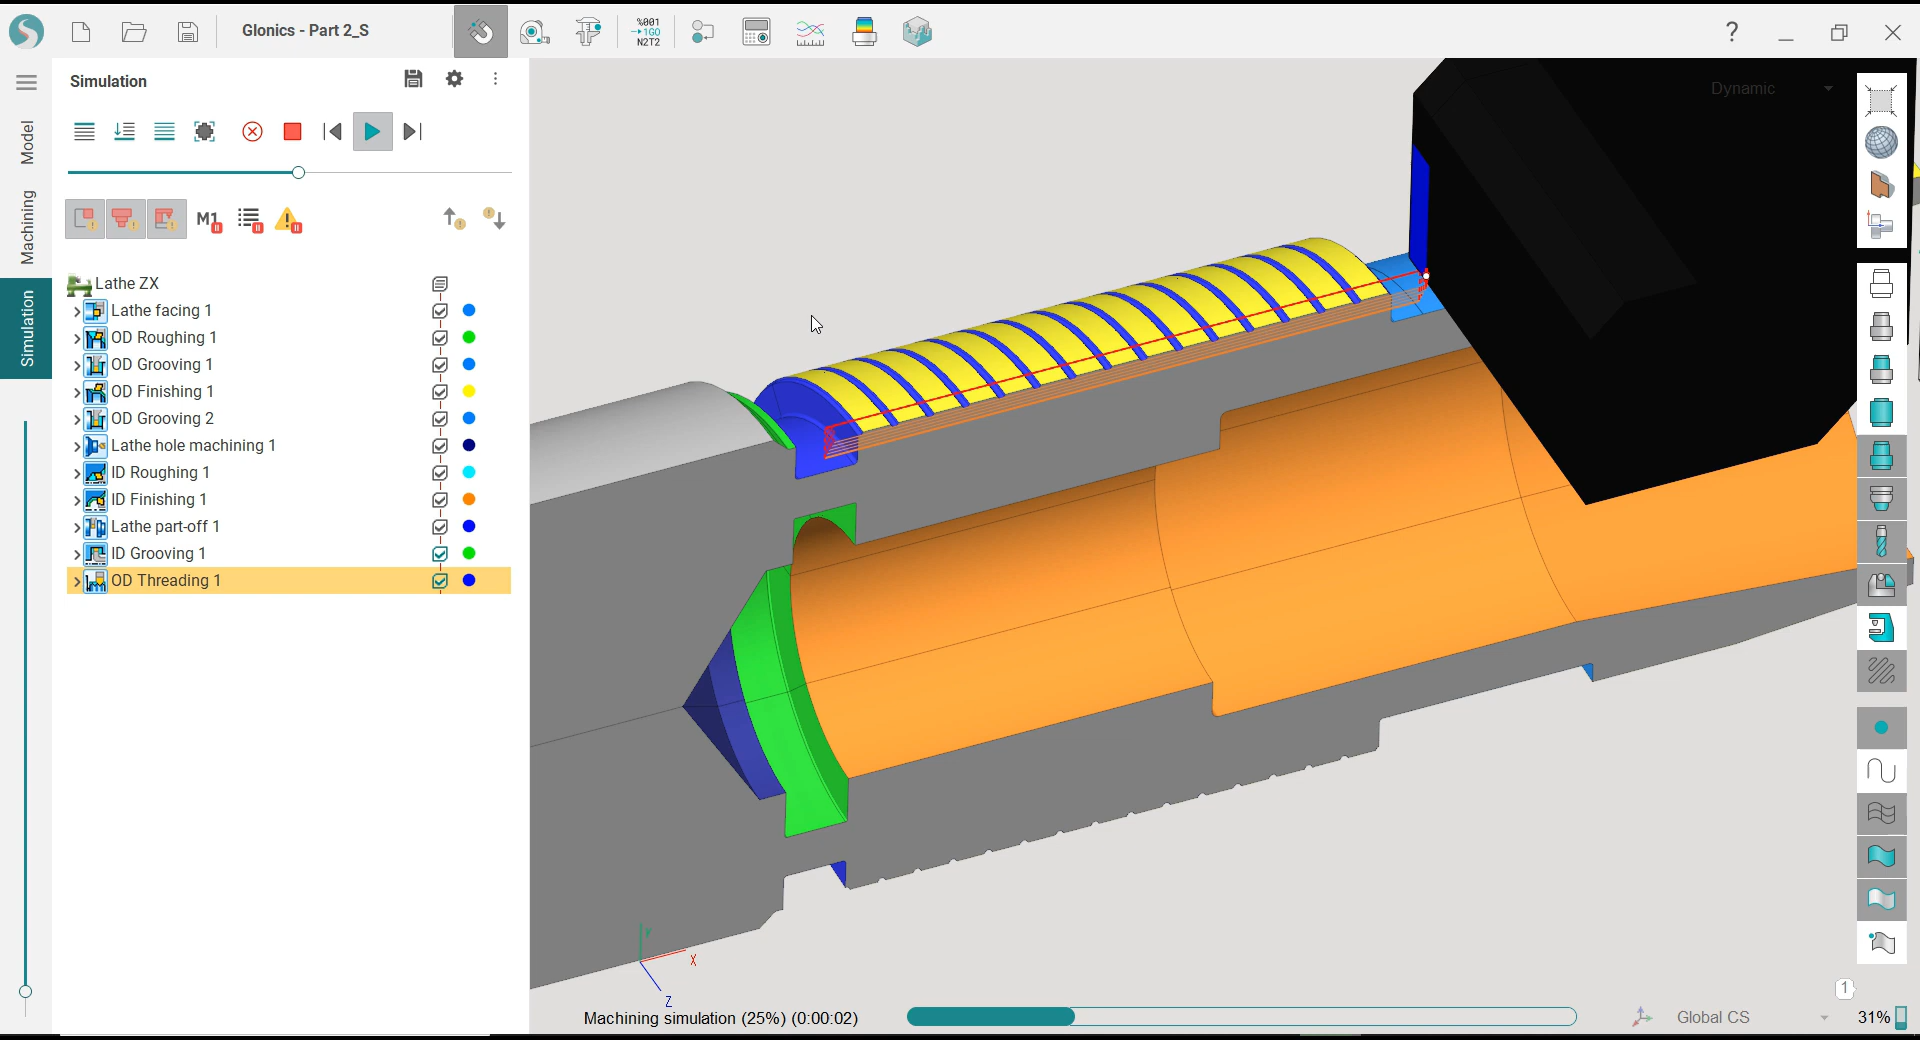 Glonics - Part 2_S
%001
1G0
N2T2
?
Simulation
Dynamic
Model
Machining
Simulation
M1
Lathe ZX
Lathe facing 1
OD Roughing 1
OD Grooving 1
OD Finishing 1
OD Grooving 2
Lathe hole machining 1
ID Roughing 1
ID Finishing 1
Lathe part-off 1
ID Grooving 1
OD Threading 1
Y
X
Z
1
Machining simulation (25%) (0:00:02)
Global CS
31%